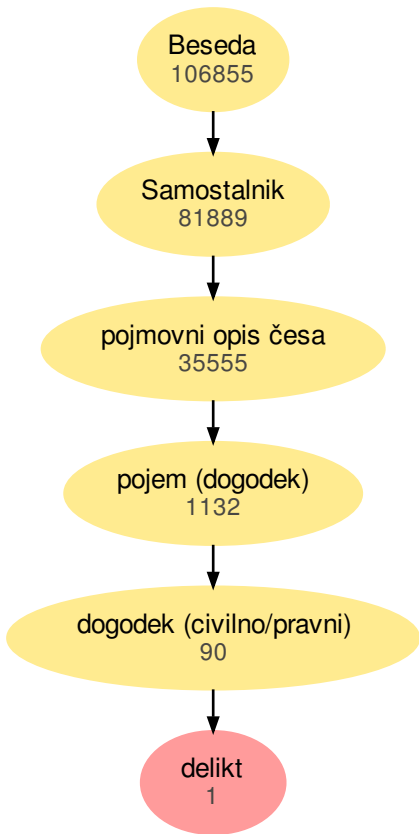 Beseda
106855
Samostalnik
81889
pojmovni opis česa
35555
pojem (dogodek)
1132
dogodek (civilno/pravni)
90
delikt
1